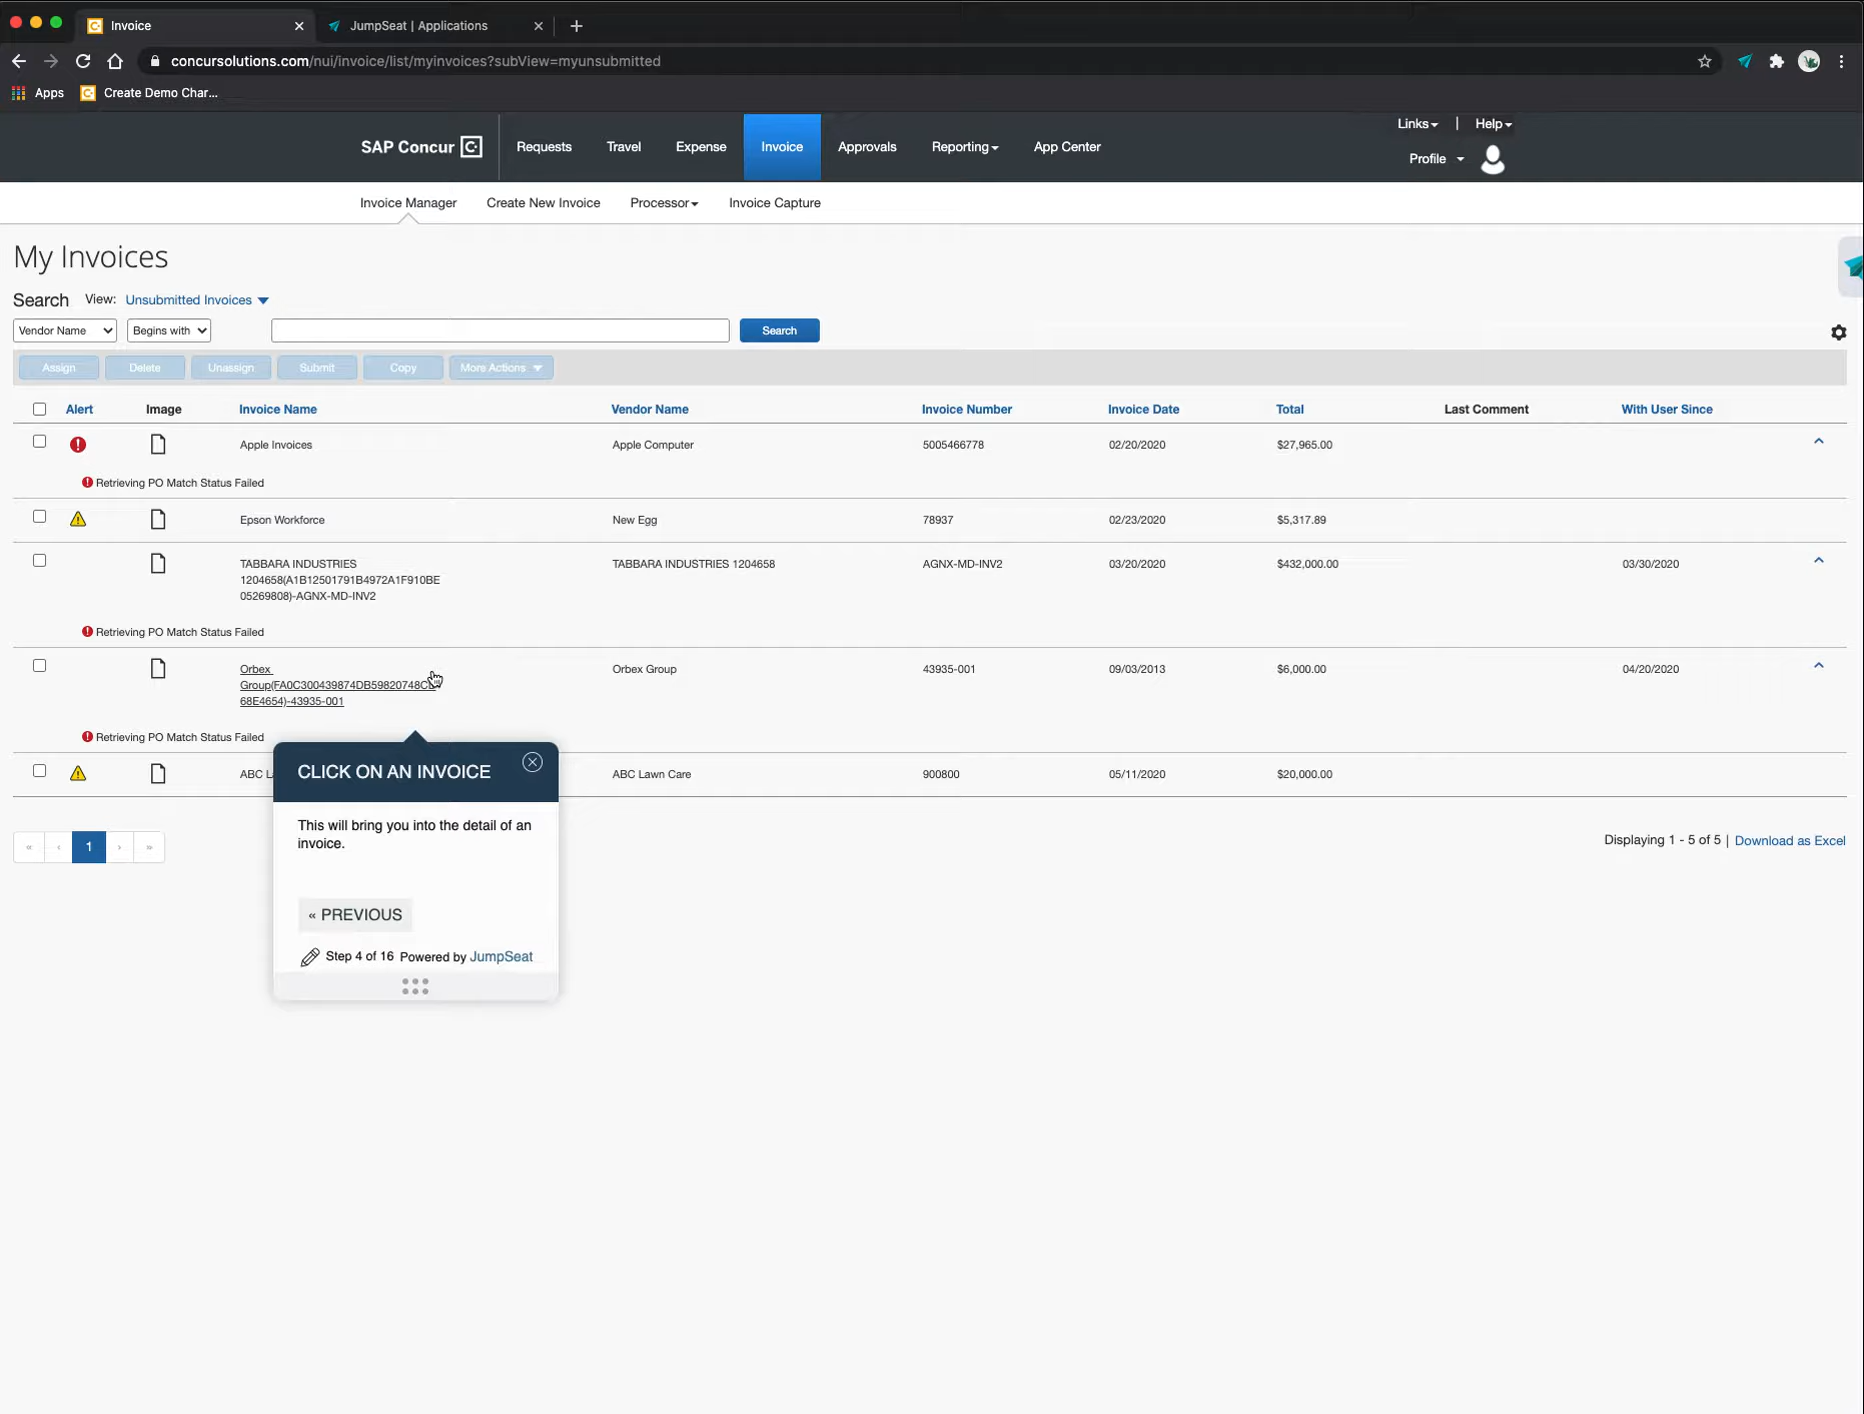 Invoice
JumpSeat | Applications
concursolutions.com/nui/invoice/list/myinvoices?subView=myunsubmitted
Apps
Create Demo Char...
SAP Concur C
Requests
Travel
Expense
Invoice
Approvals
Reporting
App Center
Links
|
Help
Profile
Invoice Manager
Create New Invoice
Processor
Invoice Capture
My Invoices
Search View: Unsubmitted Invoices
Vendor Name
Begins with
Search
Assign
Delete
Unassign
Submit
Copy
More Actions
Alert Image Invoice Name Vendor Name Invoice Number Invoice Date Total Last Comment With User Since
Apple Invoices Apple Computer 5005466778 02/20/2020 $27,965.00
Retrieving PO Match Status Failed
Epson Workforce New Egg 78937 02/23/2020 $5,317.89
TABBARA INDUSTRIES TABBARA INDUSTRIES 1204658 AGNX-MD-INV2 03/20/2020 $432,000.00 03/30/2020
1204658(A1B12501791B4972A1F910BE
05269808)-AGNX-MD-INV2
Retrieving PO Match Status Failed
Orbex Orbex Group 43935-001 09/03/2013 $6,000.00 04/20/2020
68E4654)-43935-001
Retrieving PO Match Status Failed
ABC L ABC Lawn Care 900800 05/11/2020 $20,000.00
CLICK ON AN INVOICE
This will bring you into the detail of an
invoice.
« PREVIOUS
Step 4 of 16 Powered by JumpSeat
« ‹ 1 › »
Displaying 1 - 5 of 5 | Download as Excel